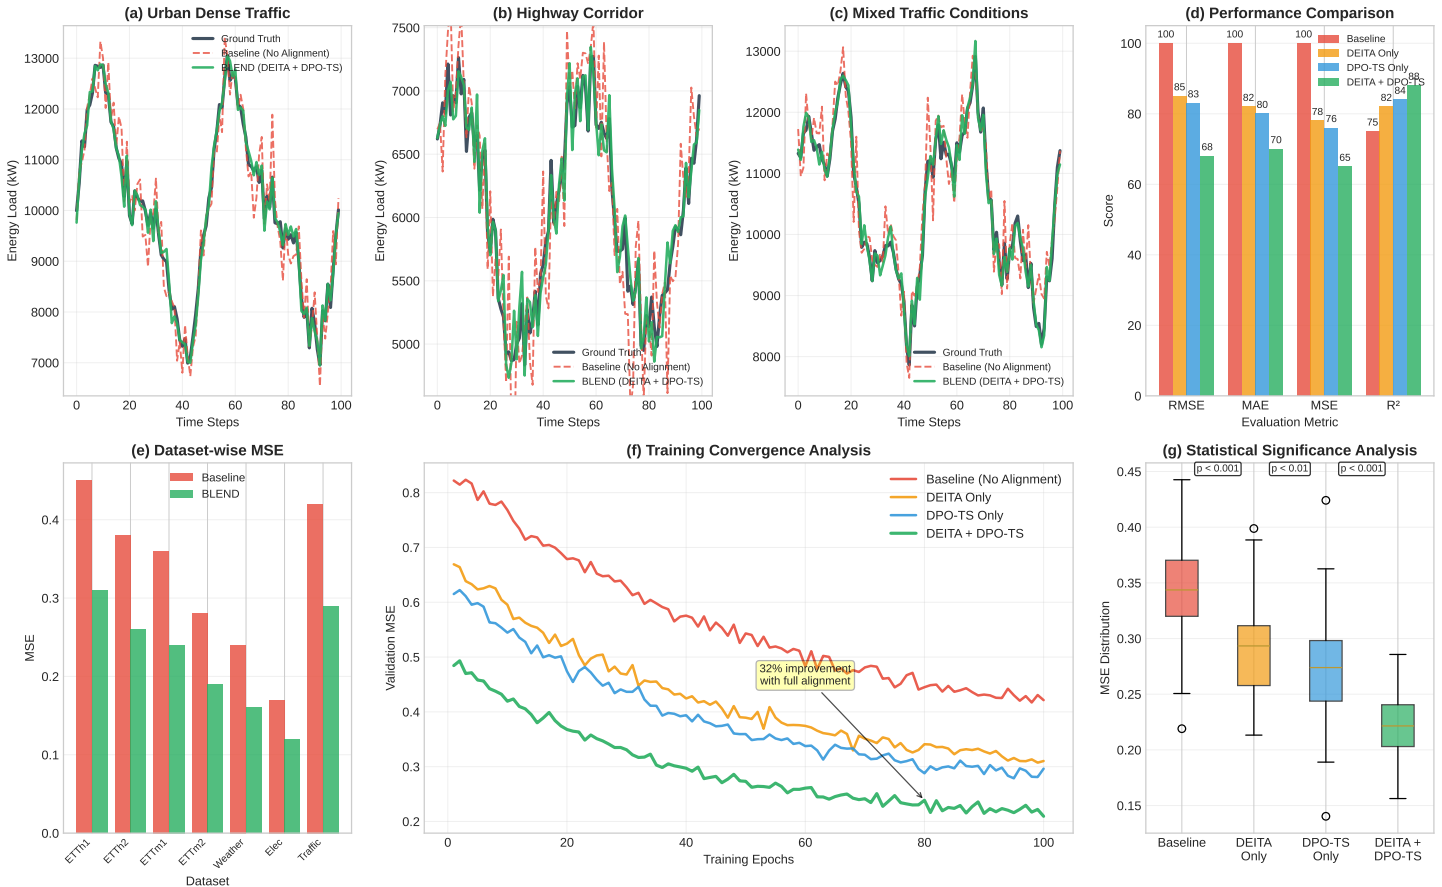 (a) Urban Dense Traffic
Energy Load (kW)
13000
12000
11000
10000
9000
8000
7000
0 20 40 60 80 100
Time Steps
Ground Truth
Baseline (No Alignment)
BLEND (DEITA + DPO-TS)
(b) Highway Corridor
Energy Load (kW)
7500
7000
6500
6000
5500
5000
0 20 40 60 80 100
Time Steps
Ground Truth
Baseline (No Alignment)
BLEND (DEITA + DPO-TS)
(c) Mixed Traffic Conditions
Energy Load (kW)
13000
12000
11000
10000
9000
8000
0 20 40 60 80 100
Time Steps
Ground Truth
Baseline (No Alignment)
BLEND (DEITA + DPO-TS)
(d) Performance Comparison
Score
100
80
60
40
20
0
100 85 83 68
100 82 80 70
100 78 76 65
75 82 84 88
Baseline
DEITA Only
DPO-TS Only
DEITA + DPO-TS
RMSE MAE MSE R²
Evaluation Metric
(e) Dataset-wise MSE
MSE
0.4
0.3
0.2
0.1
0.0
Baseline
BLEND
ETTh1 ETTh2 ETTm1 ETTm2 Weather Elec Traffic
Dataset
(f) Training Convergence Analysis
Validation MSE
0.8
0.7
0.6
0.5
0.4
0.3
0.2
Baseline (No Alignment)
DEITA Only
DPO-TS Only
DEITA + DPO-TS
32% improvement
with full alignment
0 20 40 60 80 100
Training Epochs
(g) Statistical Significance Analysis
MSE Distribution
0.45
0.40
0.35
0.30
0.25
0.20
0.15
p < 0.001 p < 0.01 p < 0.001
Baseline
DEITA
Only
DPO-TS
Only
DEITA +
DPO-TS